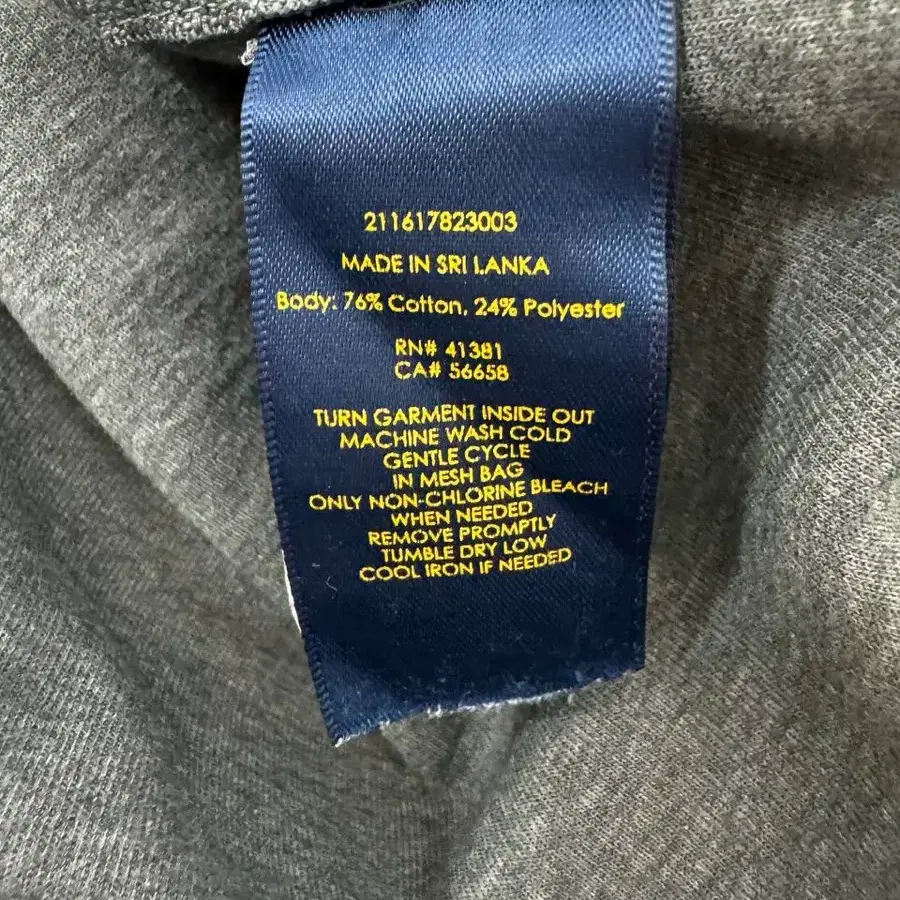 211617823003
MADE IN SRI LANKA
Body: 76% Cotton, 24% Polyester
RN# 41381
CA# 56658
TURN GARMENT INSIDE OUT
MACHINE WASH COLD
GENTLE CYCLE
IN MESH BAG
ONLY NON-CHLORINE BLEACH
WHEN NEEDED
REMOVE PROMPTLY
TUMBLE DRY LOW
COOL IRON IF NEEDED